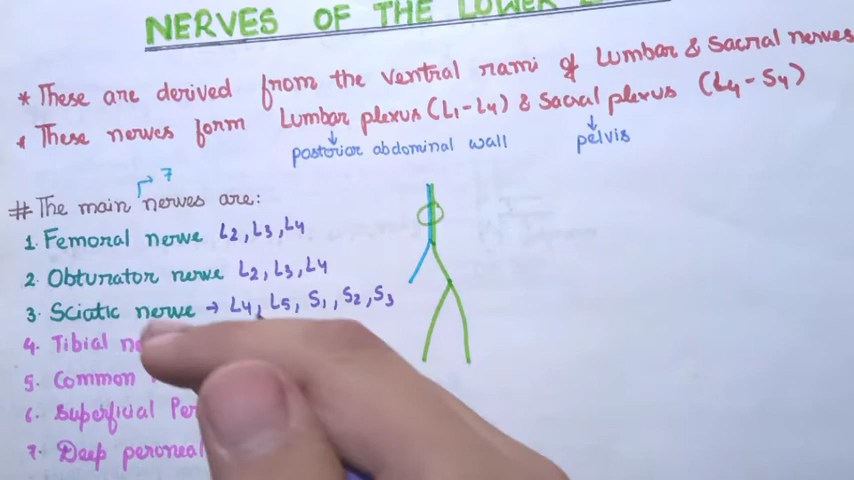 NERVES OF THE LOWER
* These are derived from the ventral rami of Lumbar & Sacral nerves
* These nerves form Lumbar plexus (L1-L4) & Sacral plexus (L4-S4)
posterior abdominal wall pelvis
7
# The main nerves are:
1. Femoral nerve L2, L3, L4
2. Obturator nerve L2, L3, L4
3. Sciatic nerve → L4, L5, S1, S2, S3
4. Tibial
5. Common
6. Superficial
7. Deep peroneal